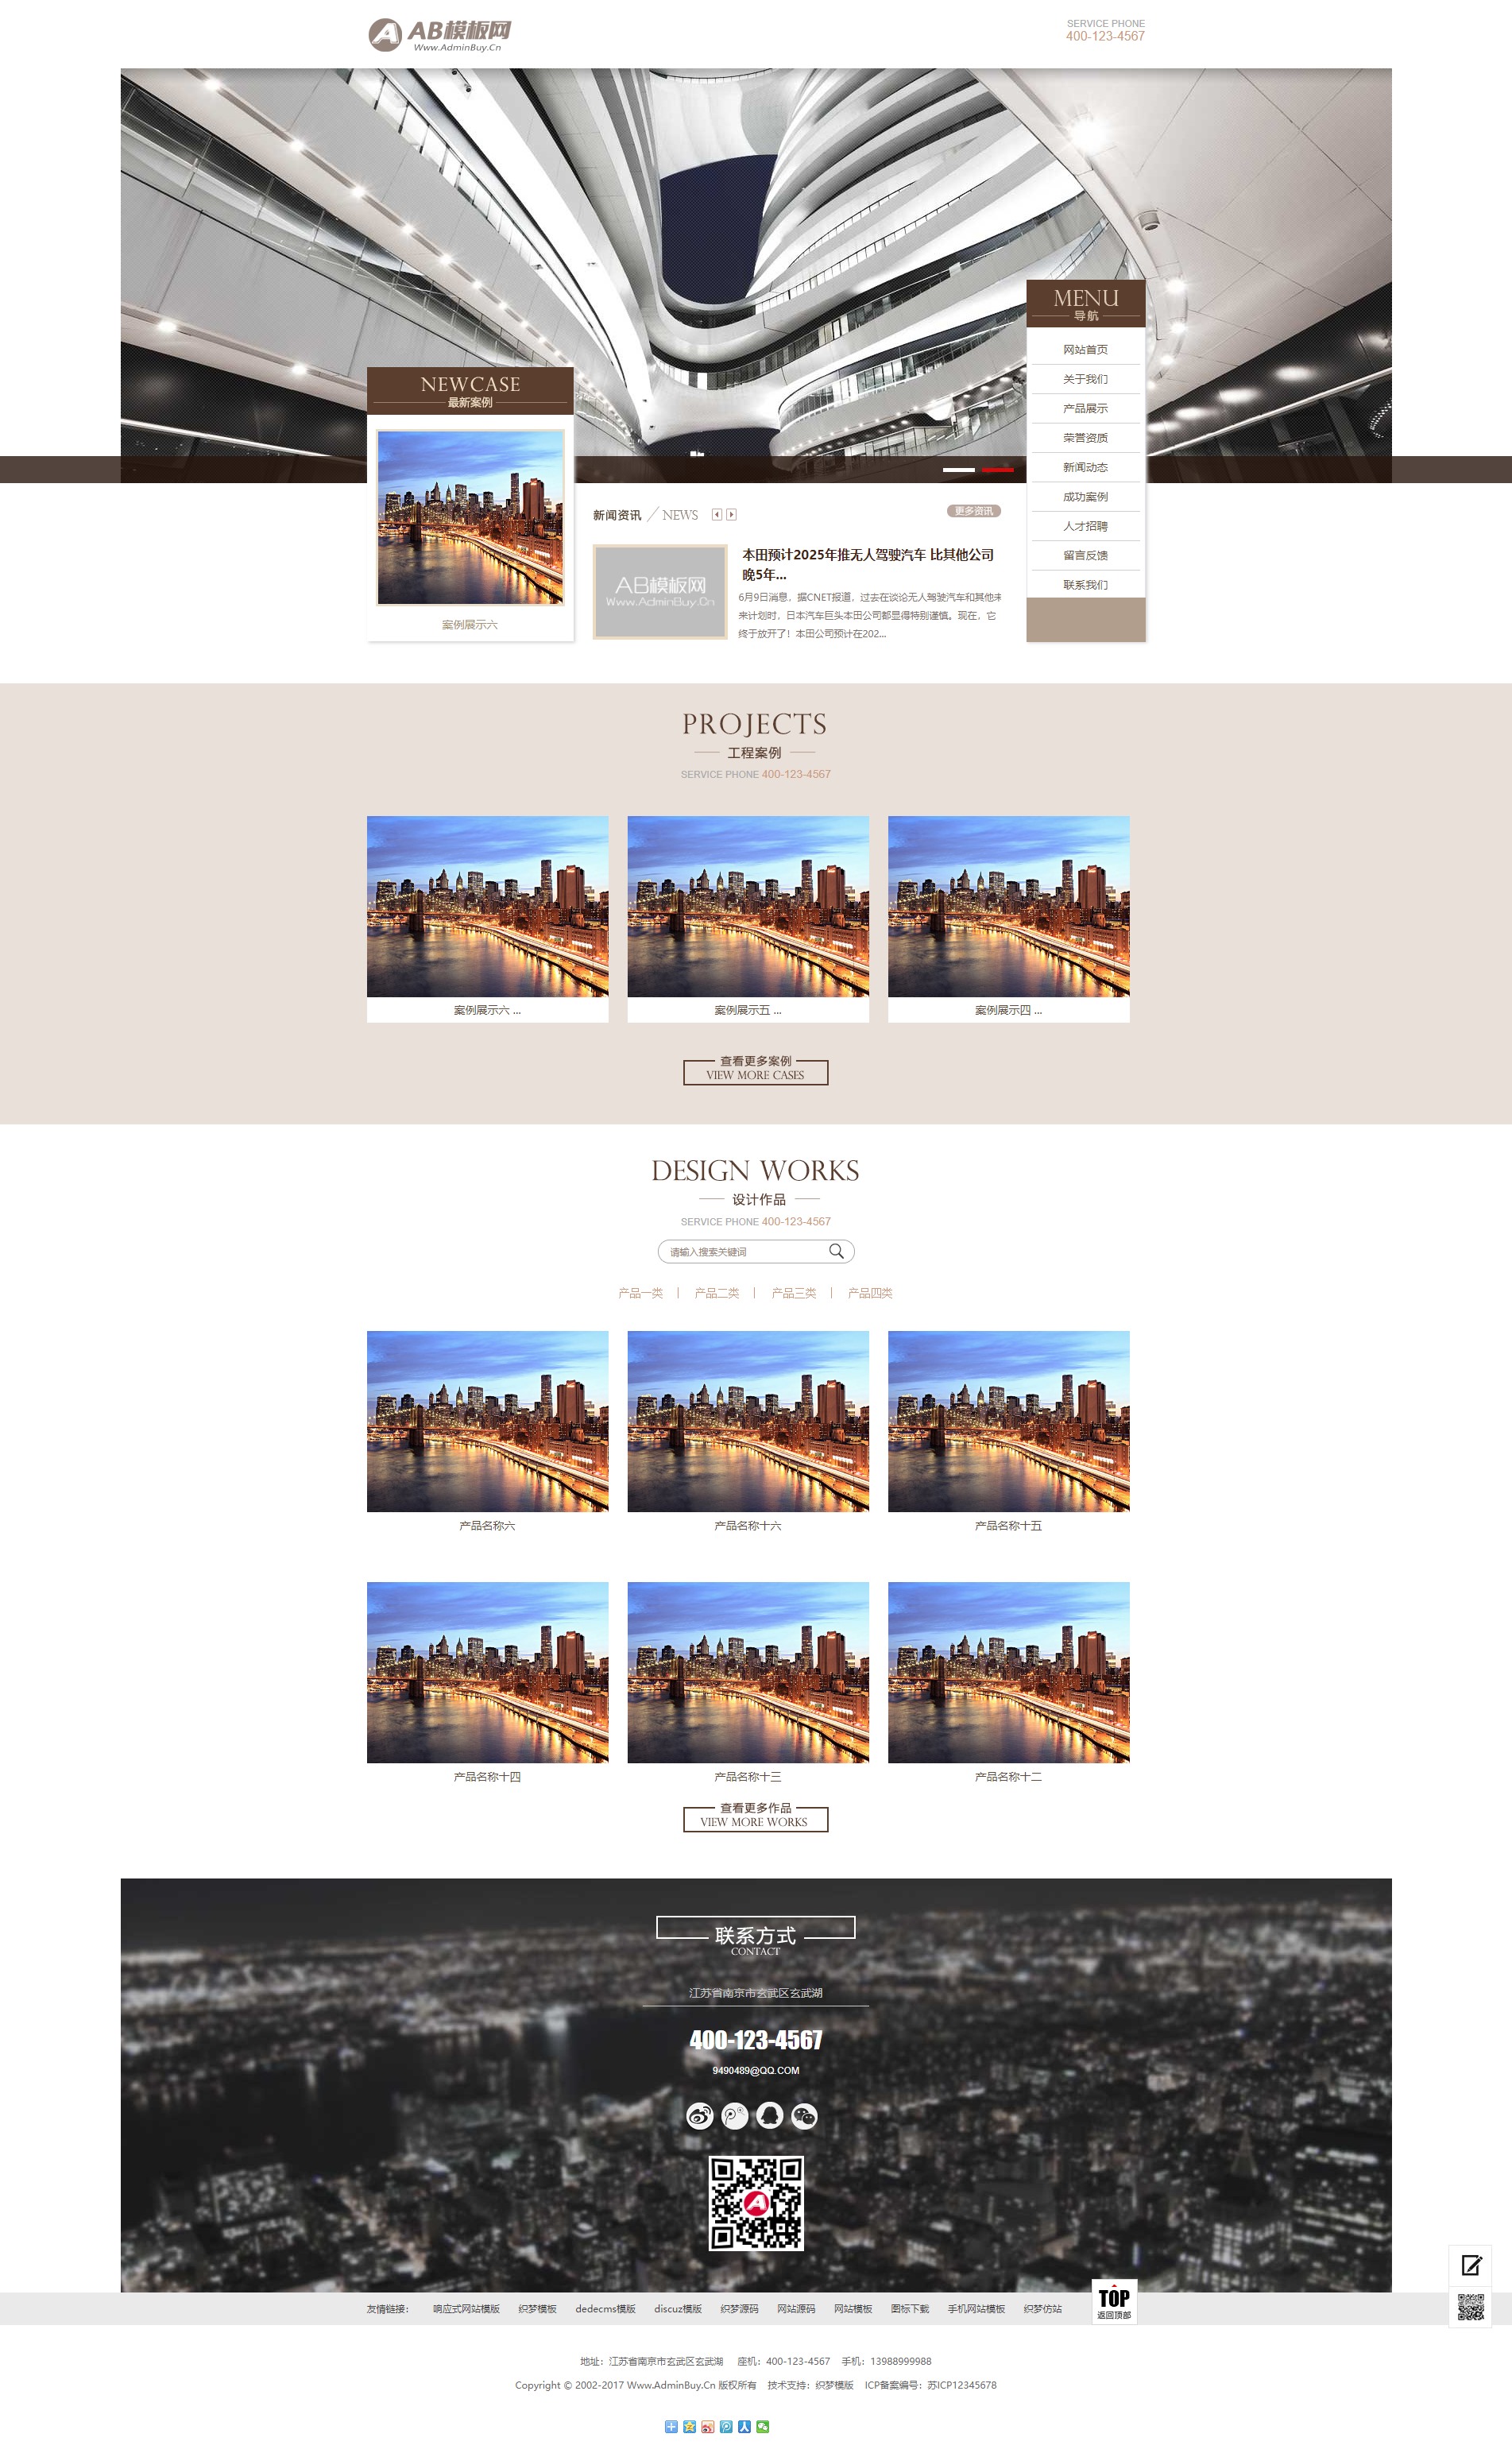 AB模板网
Www.AdminBuy.Cn
SERVICE PHONE
400-123-4567
MENU
导航
网站首页
关于我们
产品展示
荣誉资质
新闻动态
成功案例
人才招聘
留言反馈
联系我们
NEWCASE
最新案例
案例展示六
新闻资讯 / NEWS
更多资讯
AB模板网
Www.AdminBuy.Cn
本田预计2025年推无人驾驶汽车 比其他公司
晚5年...
6月9日消息，据CNET报道，过去在谈论无人驾驶汽车和其他未
来计划时，日本汽车巨头本田公司都显得特别谨慎。现在，它
终于放开了！本田公司预计在202...
PROJECTS
工程案例
SERVICE PHONE 400-123-4567
案例展示六 ...
案例展示五 ...
案例展示四 ...
查看更多案例
VIEW MORE CASES
DESIGN WORKS
设计作品
SERVICE PHONE 400-123-4567
请输入搜索关键词
产品一类 | 产品二类 | 产品三类 | 产品四类
产品名称六
产品名称十六
产品名称十五
产品名称十四
产品名称十三
产品名称十二
查看更多作品
VIEW MORE WORKS
联系方式
CONTACT
江苏省南京市玄武区玄武湖
400-123-4567
9490489@QQ.COM
友情链接： 响应式网站模版 织梦模板 dedecms模版 discuz模版 织梦源码 网站源码 网站模板 图标下载 手机网站模板 织梦仿站
TOP
返回顶部
地址：江苏省南京市玄武区玄武湖 座机：400-123-4567 手机：13988999988
Copyright © 2002-2017 Www.AdminBuy.Cn 版权所有 技术支持：织梦模版 ICP备案编号：苏ICP12345678